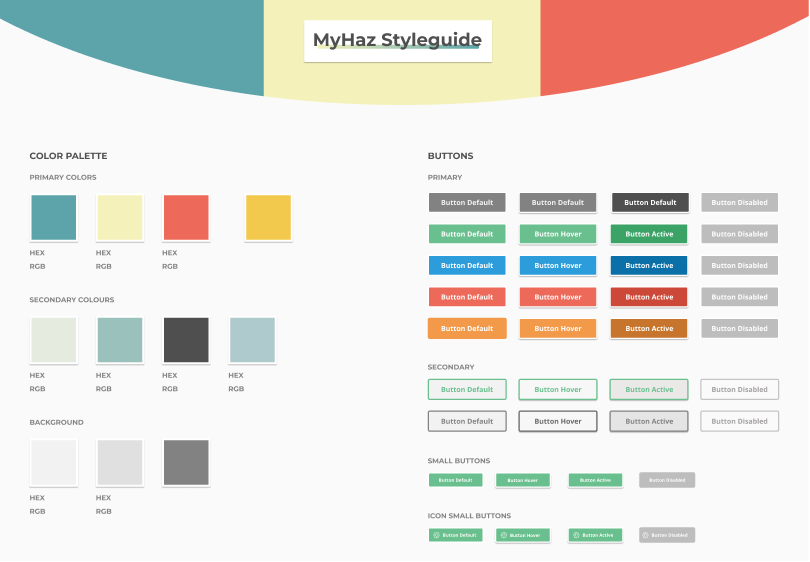 MyHaz Styleguide
COLOR PALETTE
PRIMARY COLORS
HEX HEX HEX
RGB RGB RGB
SECONDARY COLOURS
HEX HEX HEX HEX
RGB RGB RGB RGB
BACKGROUND
HEX HEX
RGB RGB
BUTTONS
PRIMARY
Button Default Button Default Button Default Button Disabled
Button Default Button Hover Button Active Button Disabled
Button Default Button Hover Button Active Button Disabled
Button Default Button Hover Button Active Button Disabled
Button Default Button Hover Button Active Button Disabled
SECONDARY
Button Default Button Hover Button Active Button Disabled
Button Default Button Hover Button Active Button Disabled
SMALL BUTTONS
Button Default Button Hover Button Active Button Disabled
ICON SMALL BUTTONS
Button Default Button Hover Button Active Button Disabled